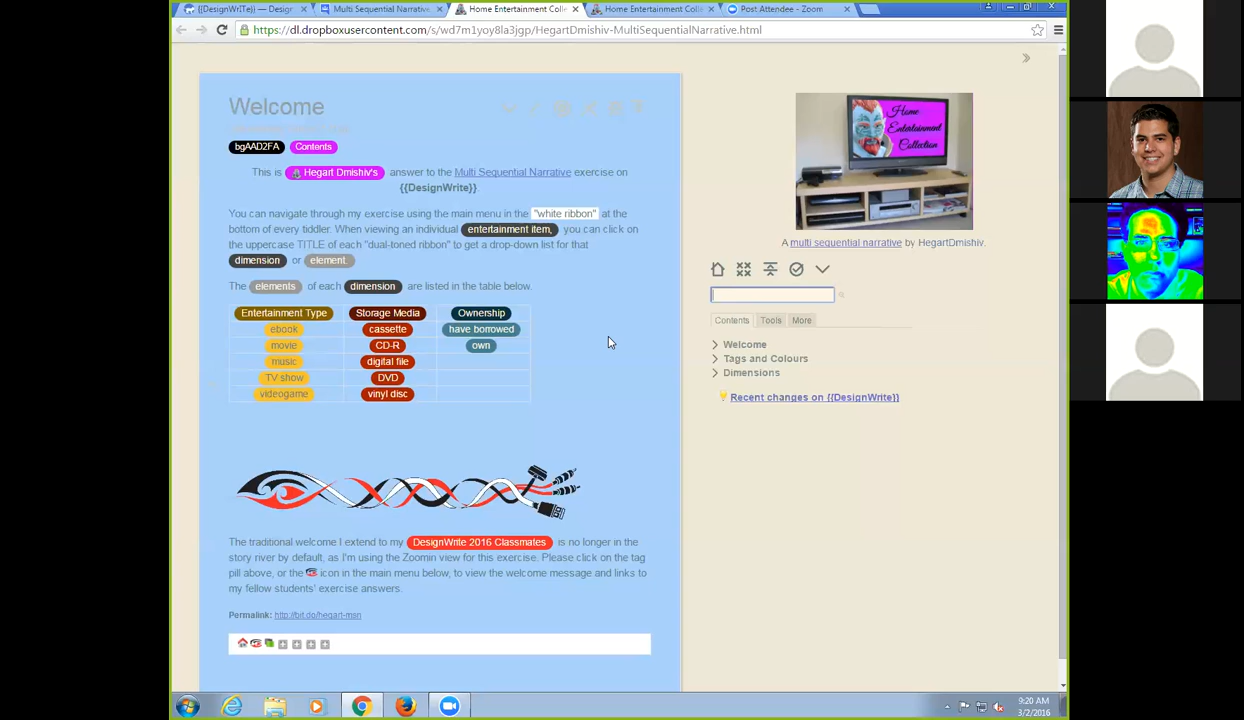 {{DesignWriTe}} — Design
Multi Sequential Narrative
Home Entertainment Colle
Home Entertainment Colle
Post Attendee - Zoom
https://dl.dropboxusercontent.com/s/wd7m1yoy8la3jgp/HegartDmishiv-MultiSequentialNarrative.html
Welcome
bgAAD2FA Contents
This is Hegart Dmishiv's answer to the Multi Sequential Narrative exercise on
{{DesignWrite}}.
You can navigate through my exercise using the main menu in the "white ribbon" at the
bottom of every tiddler. When viewing an individual entertainment item, you can click on
the uppercase TITLE of each "dual-toned ribbon" to get a drop-down list for that
dimension or element.
The elements of each dimension are listed in the table below.
Entertainment Type Storage Media Ownership
ebook cassette have borrowed
movie CD-R own
music digital file
TV show DVD
videogame vinyl disc
The traditional welcome I extend to my DesignWrite 2016 Classmates is no longer in the
story river by default, as I'm using the Zoomin view for this exercise. Please click on the tag
pill above, or the icon in the main menu below, to view the welcome message and links to
my fellow students' exercise answers.
Permalink: http://bit.do/hegart-msn
Home
Entertainment
Collection
A multi sequential narrative by HegartDmishiv.
Contents Tools More
Welcome
Tags and Colours
Dimensions
Recent changes on {{DesignWrite}}
9:20 AM
3/2/2016